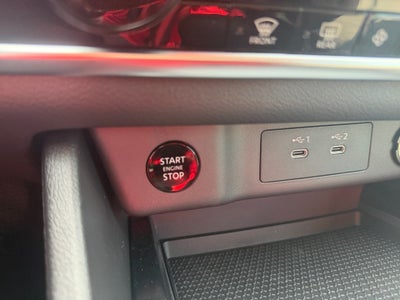 FRONT
REAR
START
ENGINE
STOP
1
2